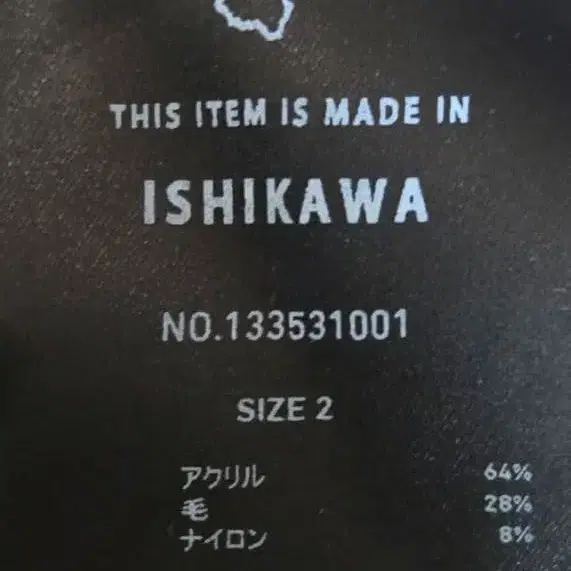 THIS ITEM IS MADE IN
ISHIKAWA
NO.133531001
SIZE 2
アクリル 64%
毛 28%
ナイロン 8%